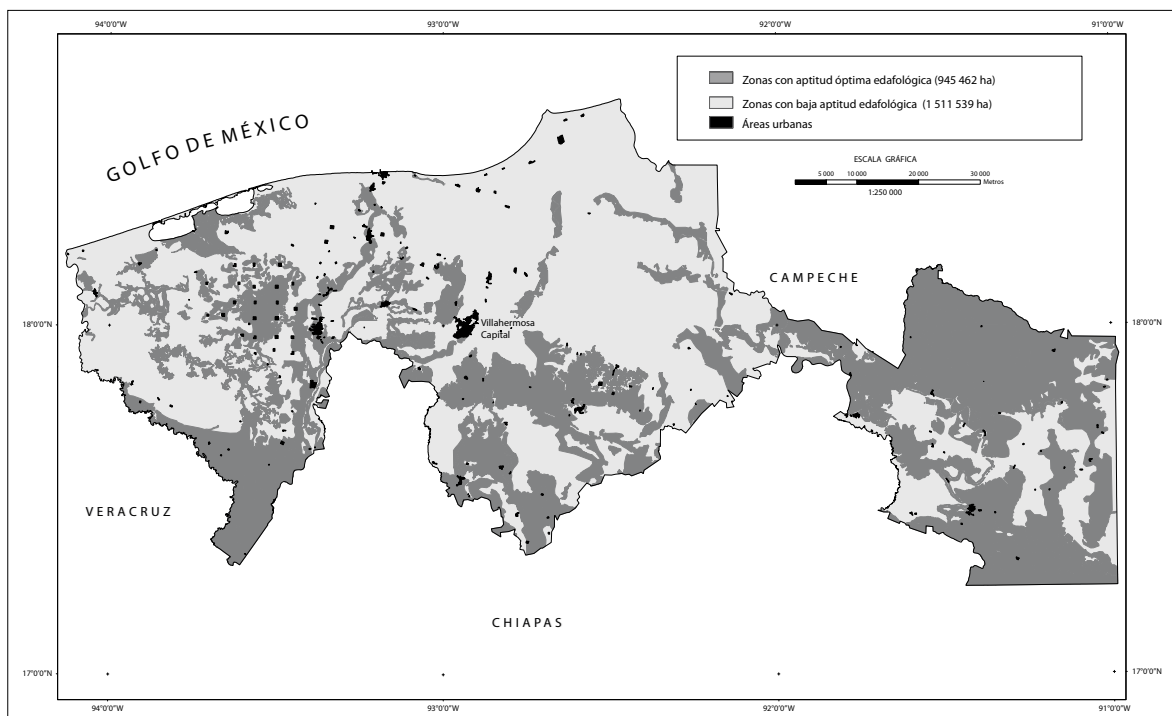 94°0'0"W
93°0'0"W
92°0'0"W
91°0'0"W
Zonas con aptitud óptima edafológica (945 462 ha)
Zonas con baja aptitud edafológica (1 511 539 ha)
Áreas urbanas
GOLFO DE MÉXICO
ESCALA GRÁFICA
5 000 10 000 20 000 30 000
Metros
1:250 000
CAMPECHE
18°0'0"N
Villahermosa
Capital
18°0'0"N
VERACRUZ
CHIAPAS
17°0'0"N
17°0'0"N
94°0'0"W
93°0'0"W
92°0'0"W
91°0'0"W